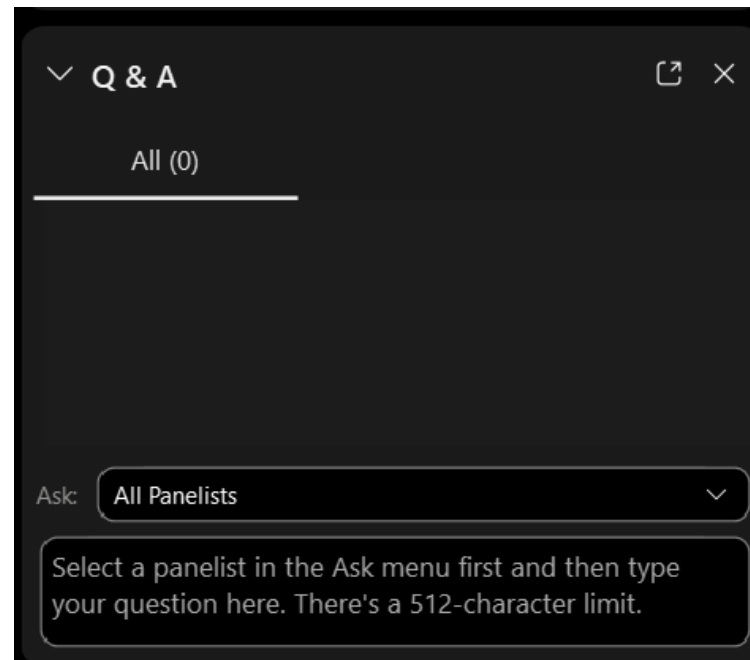 Q & A
All (0)
Ask: All Panelists
Select a panelist in the Ask menu first and then type
your question here. There's a 512-character limit.